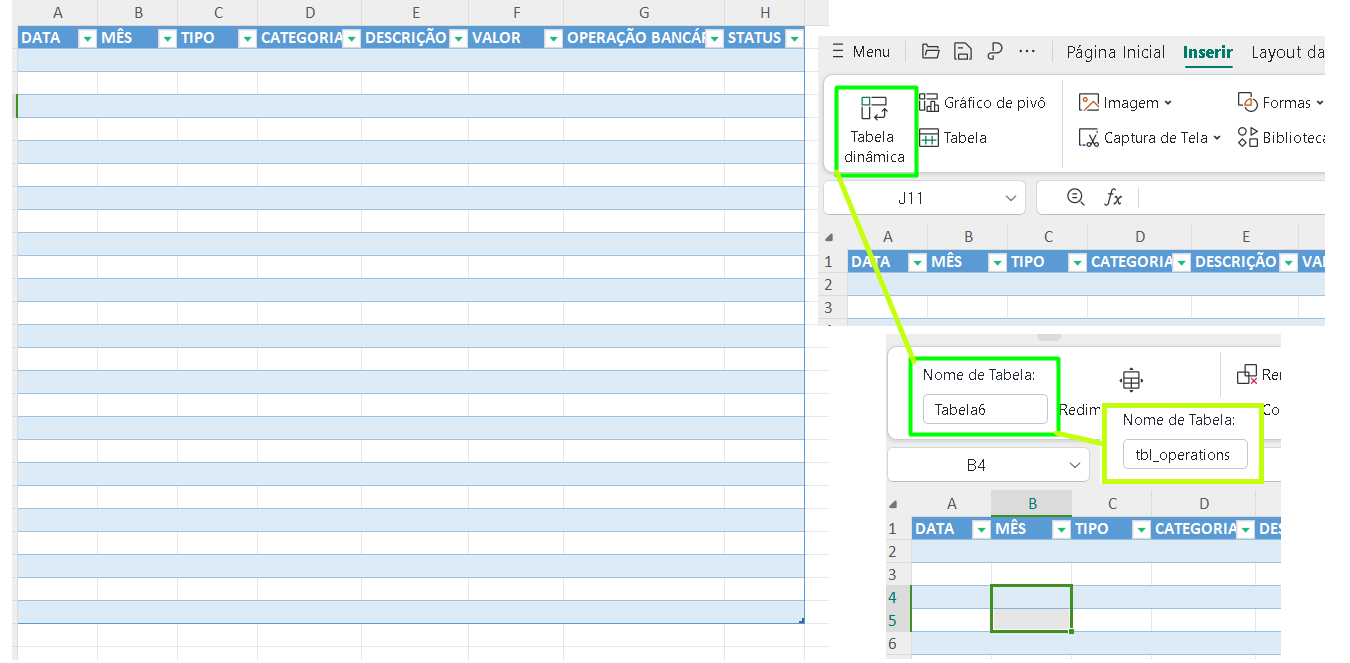 A B C D E F G H
DATA MÊS TIPO CATEGORIA DESCRIÇÃO VALOR OPERAÇÃO BANCÁR STATUS
Menu Página Inicial Inserir Layout da
Tabela dinâmica
Gráfico de pivô
Tabela
Imagem
Captura de Tela
Formas
Biblioteca
J11 fx
A B C D E
1 DATA MÊS TIPO CATEGORIA DESCRIÇÃO VAL
2
3
Nome de Tabela:
Tabela6
Redim
Rer
Co
Nome de Tabela:
tbl_operations
B4
A B C D
1 DATA MÊS TIPO CATEGORIA DES
2
3
4
5
6